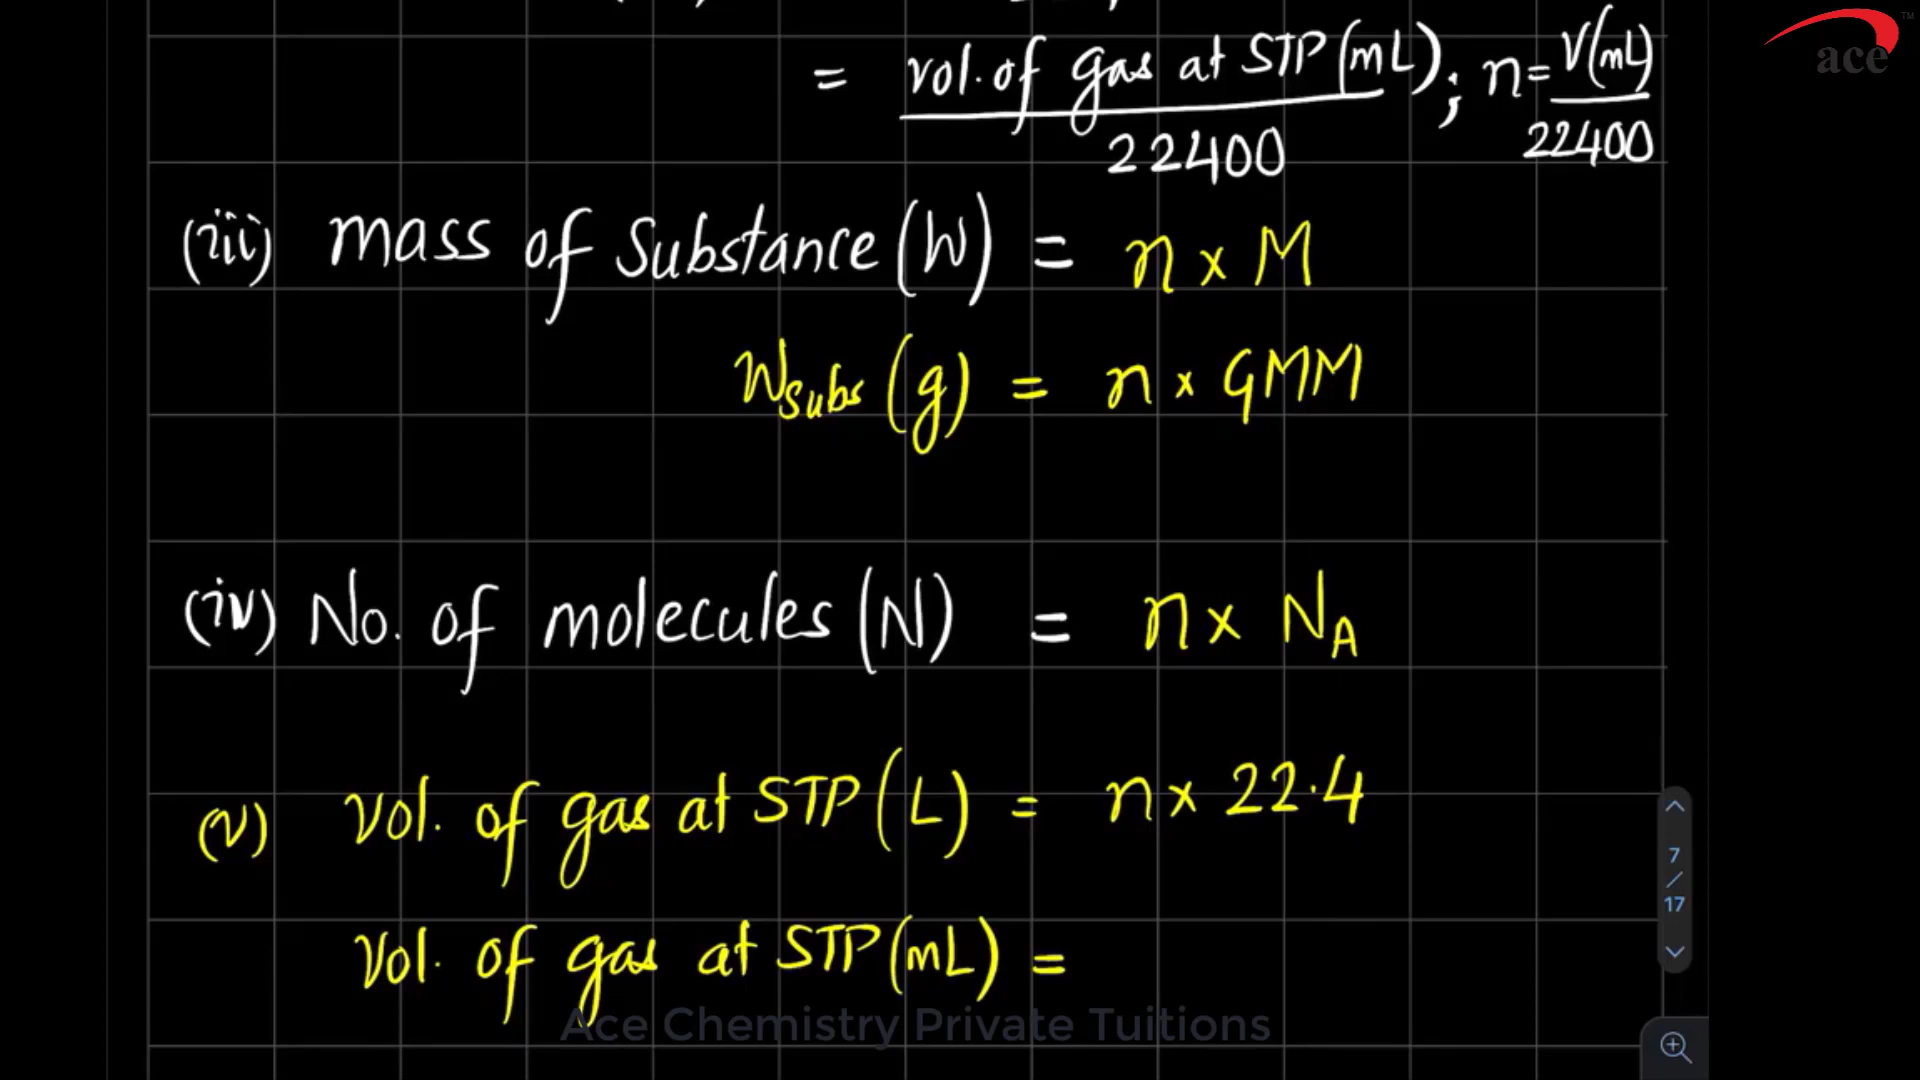 ace TM
= vol. of gas at STP (mL) ; n = V(mL)
22400 22400
(iii) mass of Substance (W) = n x M
Wsubs (g) = n x GMM
(iv) No. of molecules (N) = n x NA
(v) Vol. of gas at STP (L) = n x 22.4
Vol. of gas at STP (mL) =
Ace Chemistry Private Tuitions
7
/
17